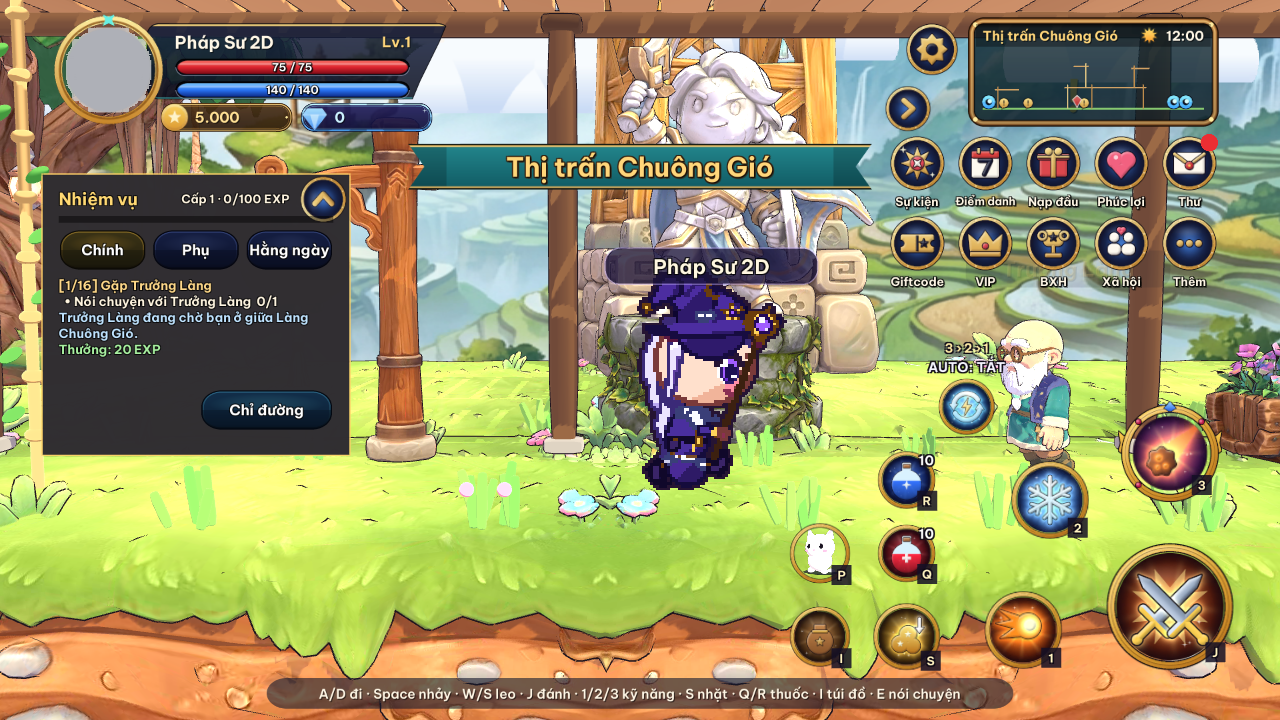 Pháp Sư 2D
Lv.1
75 / 75
140 / 140
5.000
0
Thị trấn Chuông Gió
12:00
Thị trấn Chuông Gió
Nhiệm vụ
Cấp 1 · 0/100 EXP
Chính
Phụ
Hằng ngày
[1/16] Gặp Trưởng Làng
• Nói chuyện với Trưởng Làng 0/1
Trưởng Làng đang chờ bạn ở giữa Làng
Chuông Gió.
Thưởng: 20 EXP
Chỉ đường
7
Sự kiện
Điểm danh
Nạp đầu
Phúc lợi
Thư
Giftcode
VIP
BXH
Xã hội
Thêm
Pháp Sư 2D
3›2›1
AUTO: TẮT
10
R
10
Q
P
I
S
1
2
3
J
A/D đi · Space nhảy · W/S leo · J đánh · 1/2/3 kỹ năng · S nhặt · Q/R thuốc · I túi đồ · E nói chuyện